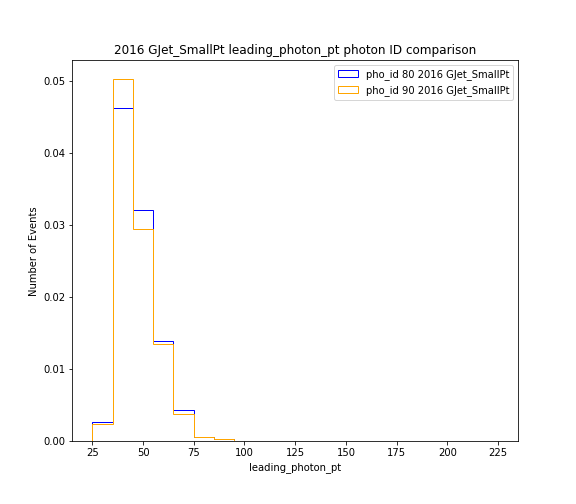 2016 GJet_SmallPt leading_photon_pt photon ID comparison
pho_id 80 2016 GJet_SmallPt
pho_id 90 2016 GJet_SmallPt
0.05
0.04
0.03
0.02
0.01
0.00
Number of Events
25 50 75 100 125 150 175 200 225
leading_photon_pt